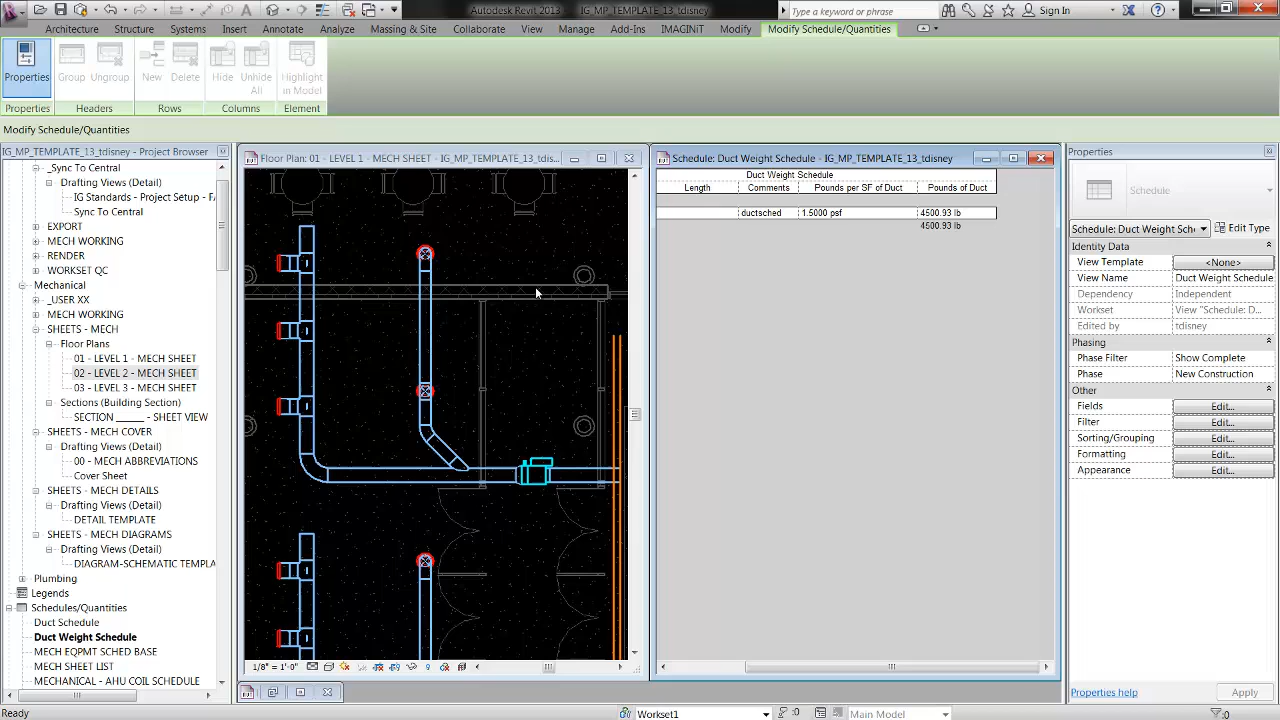 Autodesk Revit 2013 - IG_MP_TEMPLATE_13_tdisney
Type a keyword or phrase
Sign In
Architecture Structure Systems Insert Annotate Analyze Massing & Site Collaborate View Manage Add-Ins IMAGINiT Modify Modify Schedule/Quantities
Properties Group Ungroup New Delete Hide Unhide All Highlight in Model
Properties Headers Rows Columns Element
Modify Schedule/Quantities
IG_MP_TEMPLATE_13_tdisney - Project Browser
Sync To Central
Drafting Views (Detail)
IG Standards - Project Setup - FA
Sync To Central
EXPORT
MECH WORKING
RENDER
WORKSET QC
Mechanical
_USER XX
MECH WORKING
SHEETS - MECH
Floor Plans
01 - LEVEL 1 - MECH SHEET
02 - LEVEL 2 - MECH SHEET
03 - LEVEL 3 - MECH SHEET
Sections (Building Section)
SECTION _____ - SHEET VIEW
SHEETS - MECH COVER
Drafting Views (Detail)
00 - MECH ABBREVIATIONS
Cover Sheet
SHEETS - MECH DETAILS
Drafting Views (Detail)
DETAIL TEMPLATE
SHEETS - MECH DIAGRAMS
Drafting Views (Detail)
DIAGRAM-SCHEMATIC TEMPLA
Plumbing
Legends
Schedules/Quantities
Duct Schedule
Duct Weight Schedule
MECH EQPMT SCHED BASE
MECH SHEET LIST
MECHANICAL - AHU COIL SCHEDULE
Floor Plan: 01 - LEVEL 1 - MECH SHEET - IG_MP_TEMPLATE_13_tdis...
1/8" = 1'-0"
Schedule: Duct Weight Schedule - IG_MP_TEMPLATE_13_tdisney
Duct Weight Schedule
Length Comments Pounds per SF of Duct Pounds of Duct
ductsched 1.5000 psf 4500.93 lb
4500.93 lb
Properties
Schedule
Schedule: Duct Weight Sch Edit Type
Identity Data
View Template <None>
View Name Duct Weight Schedule
Dependency Independent
Workset View "Schedule: D...
Edited by tdisney
Phasing
Phase Filter Show Complete
Phase New Construction
Other
Fields Edit...
Filter Edit...
Sorting/Grouping Edit...
Formatting Edit...
Appearance Edit...
Properties help Apply
Ready Workset1 :0 Main Model :0